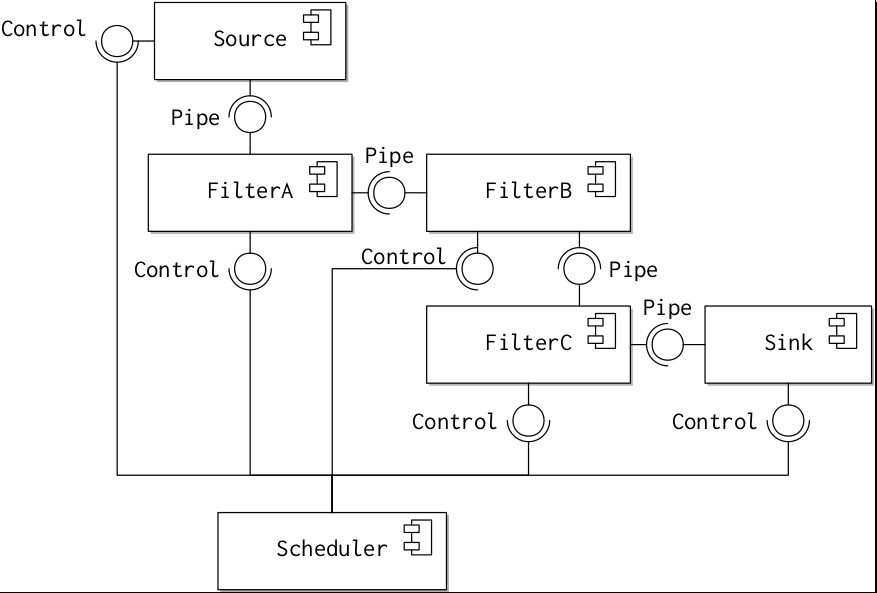 Control
Source
Pipe
Pipe
FilterA
FilterB
Control
Control
Pipe
Pipe
FilterC
Sink
Control
Control
Scheduler